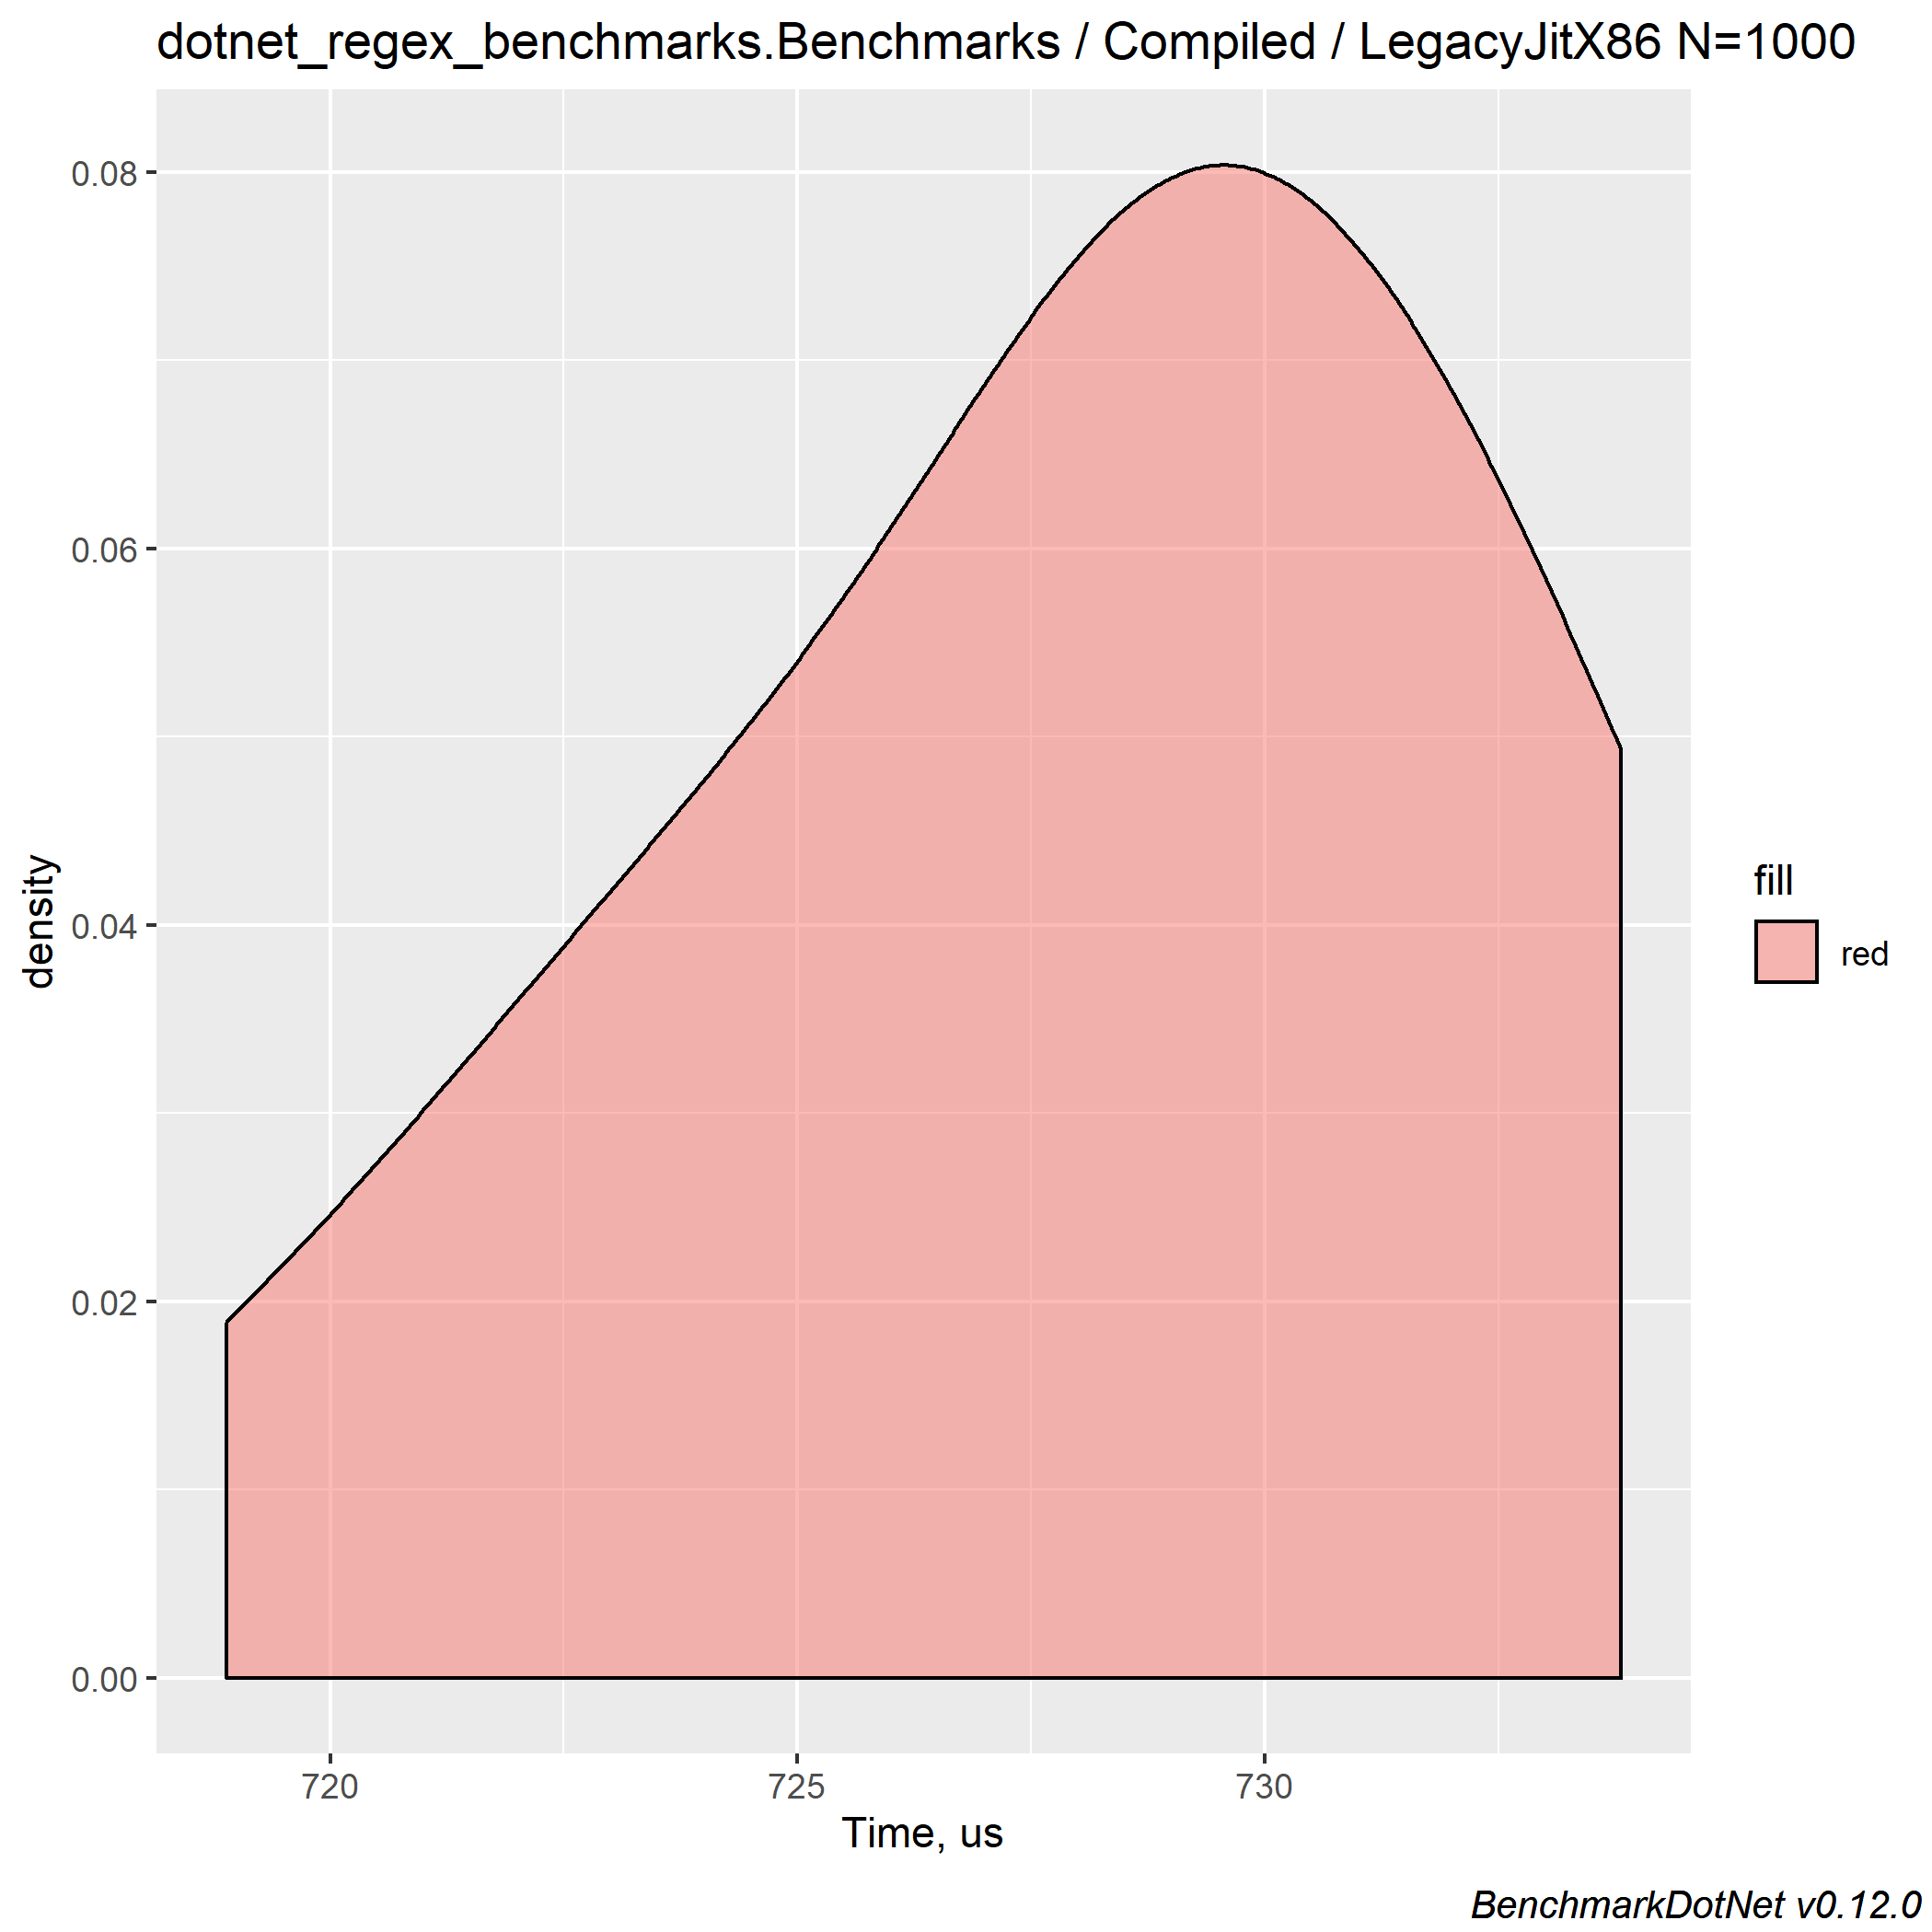 dotnet_regex_benchmarks.Benchmarks / Compiled / LegacyJitX86 N=1000
0.08
0.06
0.04
0.02
0.00
density
720 725 730
Time, us
fill
red
BenchmarkDotNet v0.12.0